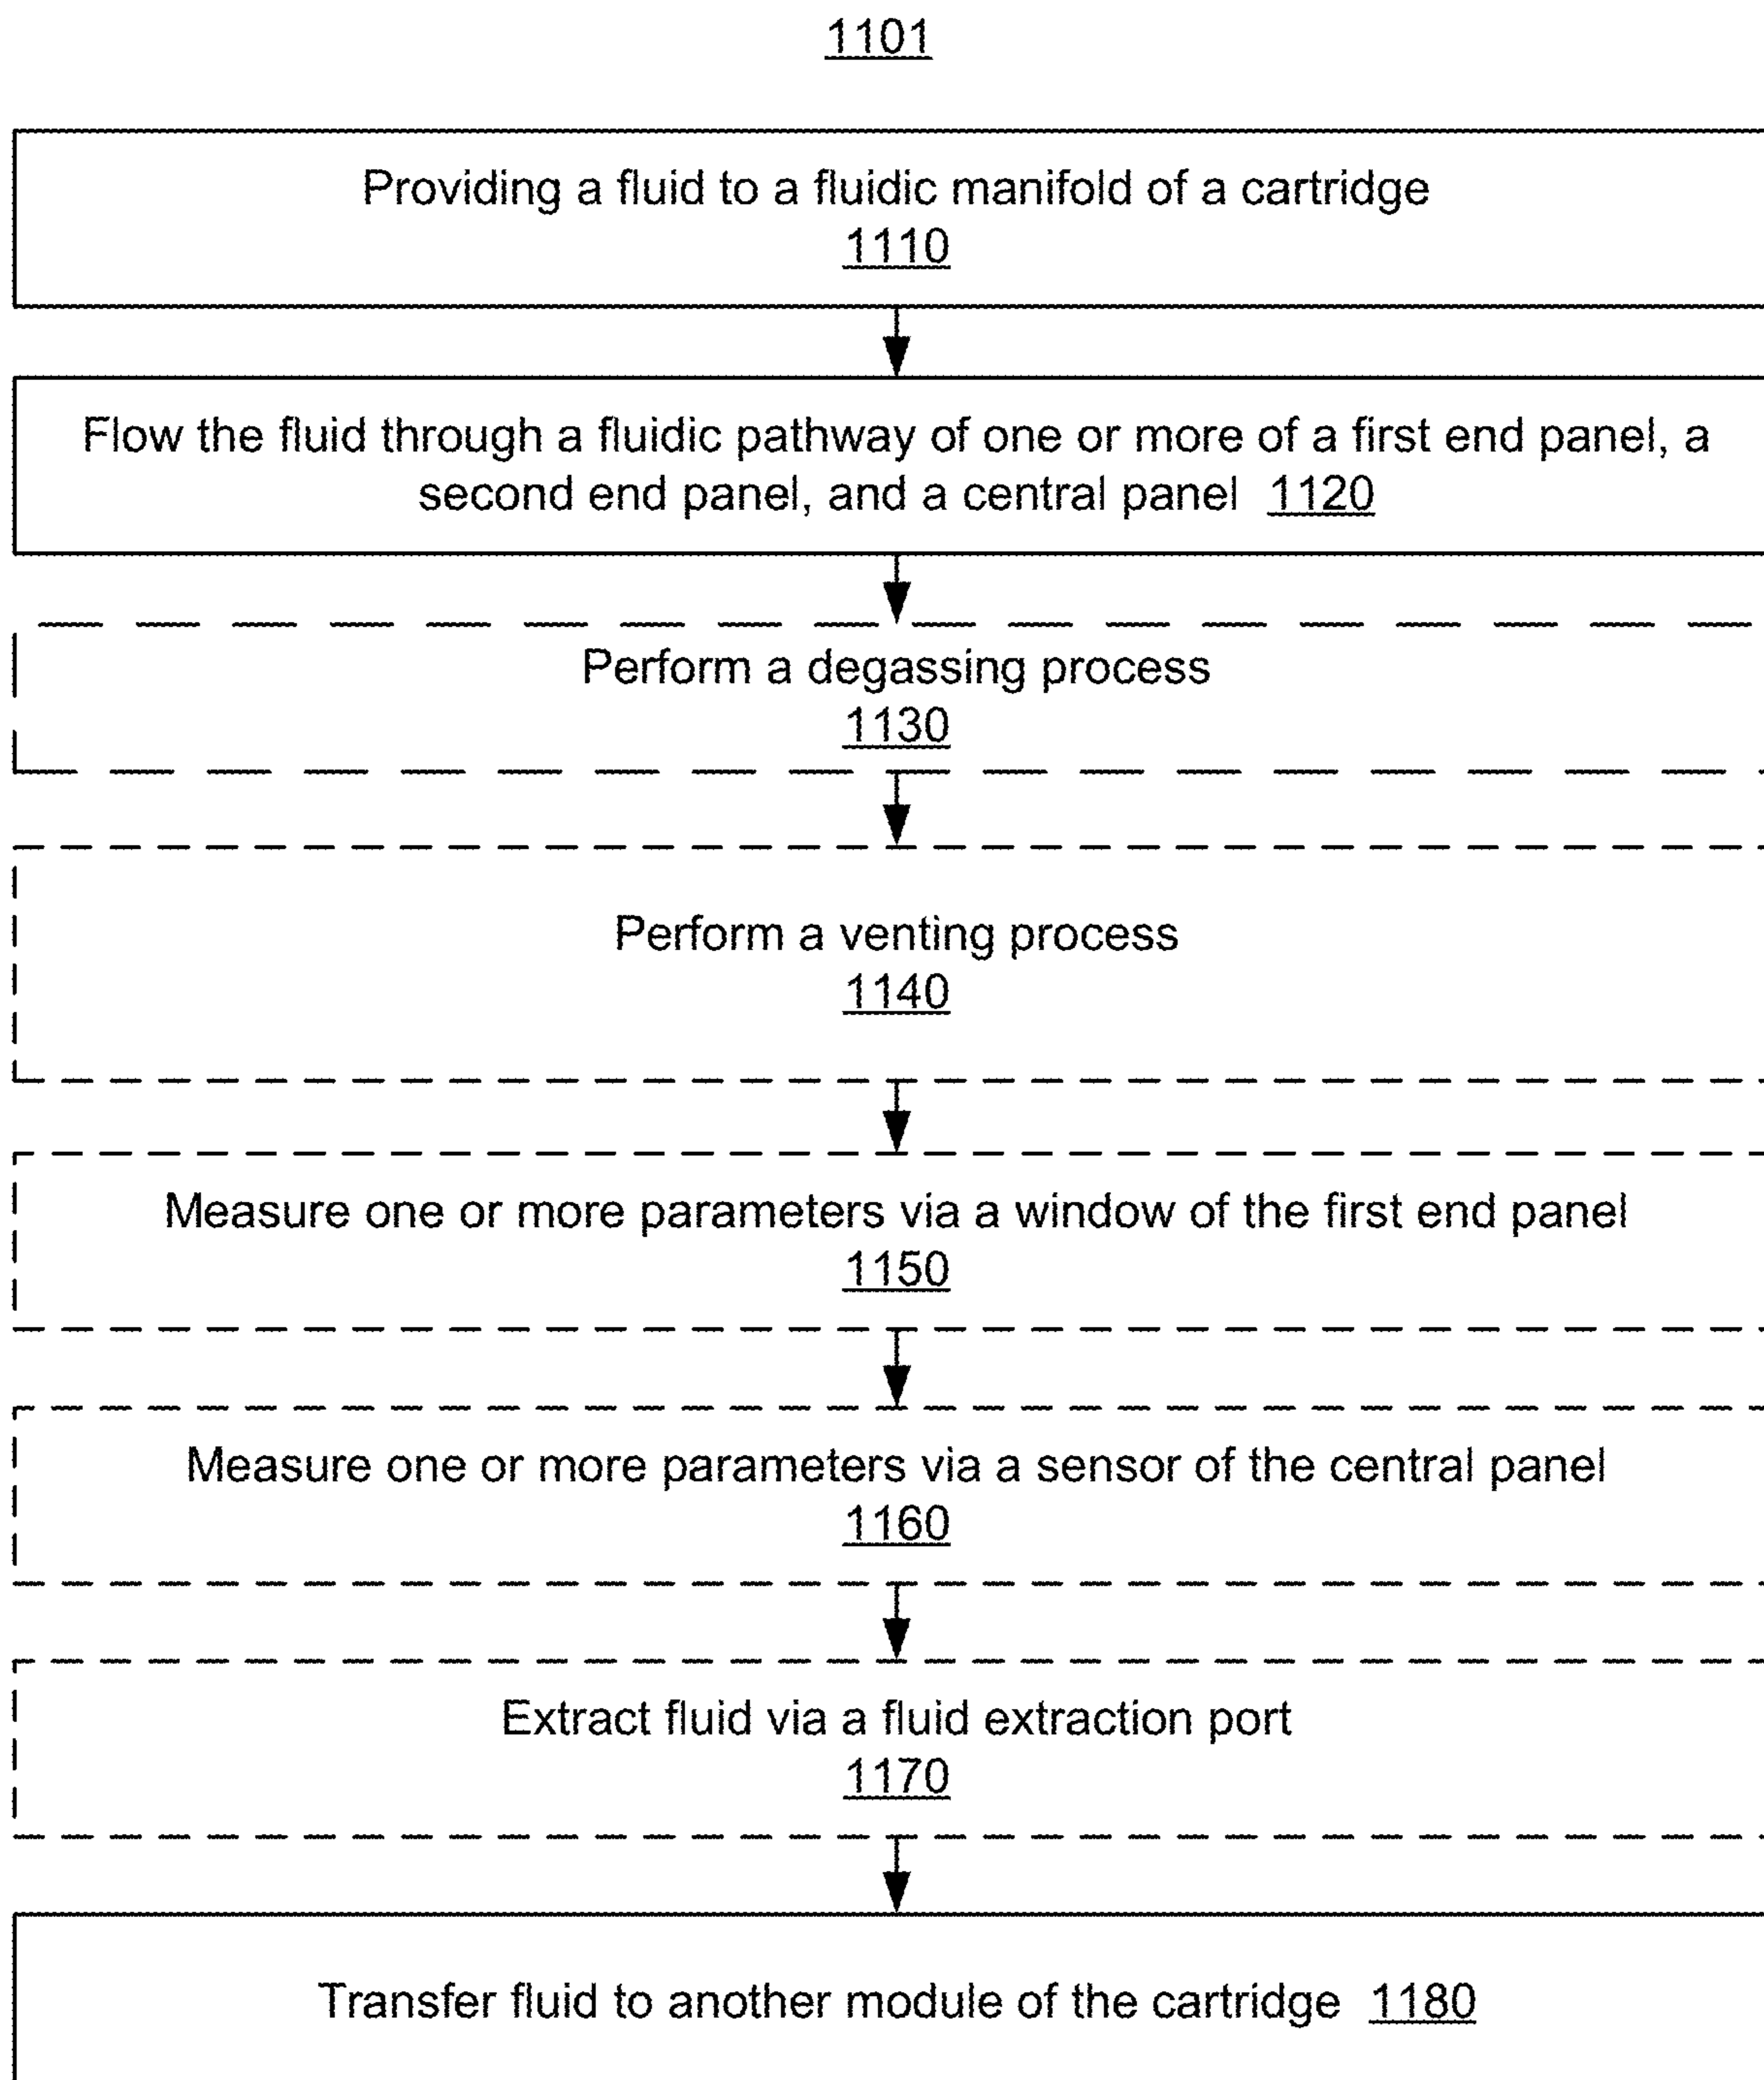 1101
Providing a fluid to a fluidic manifold of a cartridge
1110
Flow the fluid through a fluidic pathway of one or more of a first end panel, a
second end panel, and a central panel 1120
Perform a degassing process
1130
Perform a venting process
1140
Measure one or more parameters via a window of the first end panel
1150
Measure one or more parameters via a sensor of the central panel
1160
Extract fluid via a fluid extraction port
1170
Transfer fluid to another module of the cartridge 1180